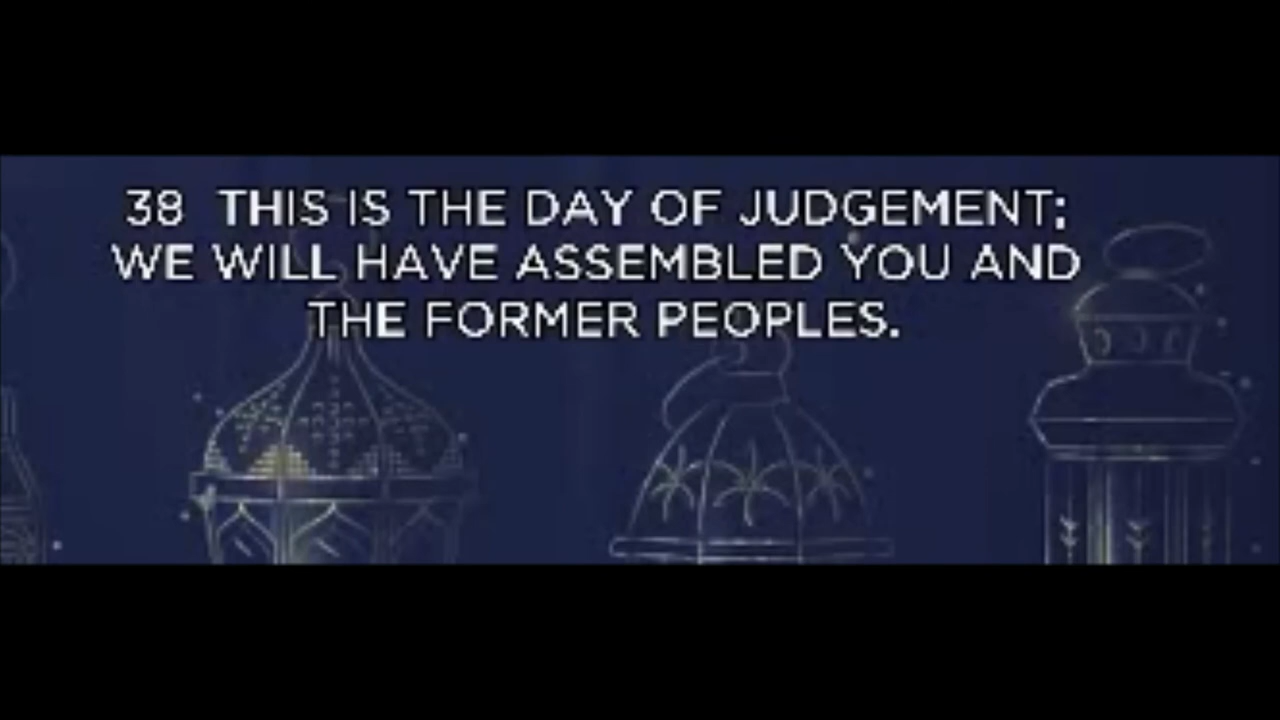 38  THIS IS THE DAY OF JUDGEMENT;
WE WILL HAVE ASSEMBLED YOU AND
THE FORMER PEOPLES.